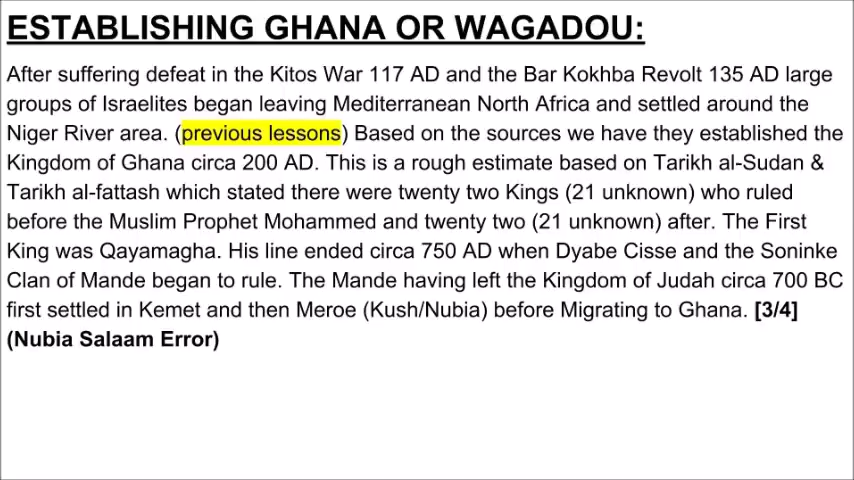 ESTABLISHING GHANA OR WAGADOU:
After suffering defeat in the Kitos War 117 AD and the Bar Kokhba Revolt 135 AD large
groups of Israelites began leaving Mediterranean North Africa and settled around the
Niger River area. (previous lessons) Based on the sources we have they established the
Kingdom of Ghana circa 200 AD. This is a rough estimate based on Tarikh al-Sudan &
Tarikh al-fattash which stated there were twenty two Kings (21 unknown) who ruled
before the Muslim Prophet Mohammed and twenty two (21 unknown) after. The First
King was Qayamagha. His line ended circa 750 AD when Dyabe Cisse and the Soninke
Clan of Mande began to rule. The Mande having left the Kingdom of Judah circa 700 BC
first settled in Kemet and then Meroe (Kush/Nubia) before Migrating to Ghana. [3/4]
(Nubia Salaam Error)